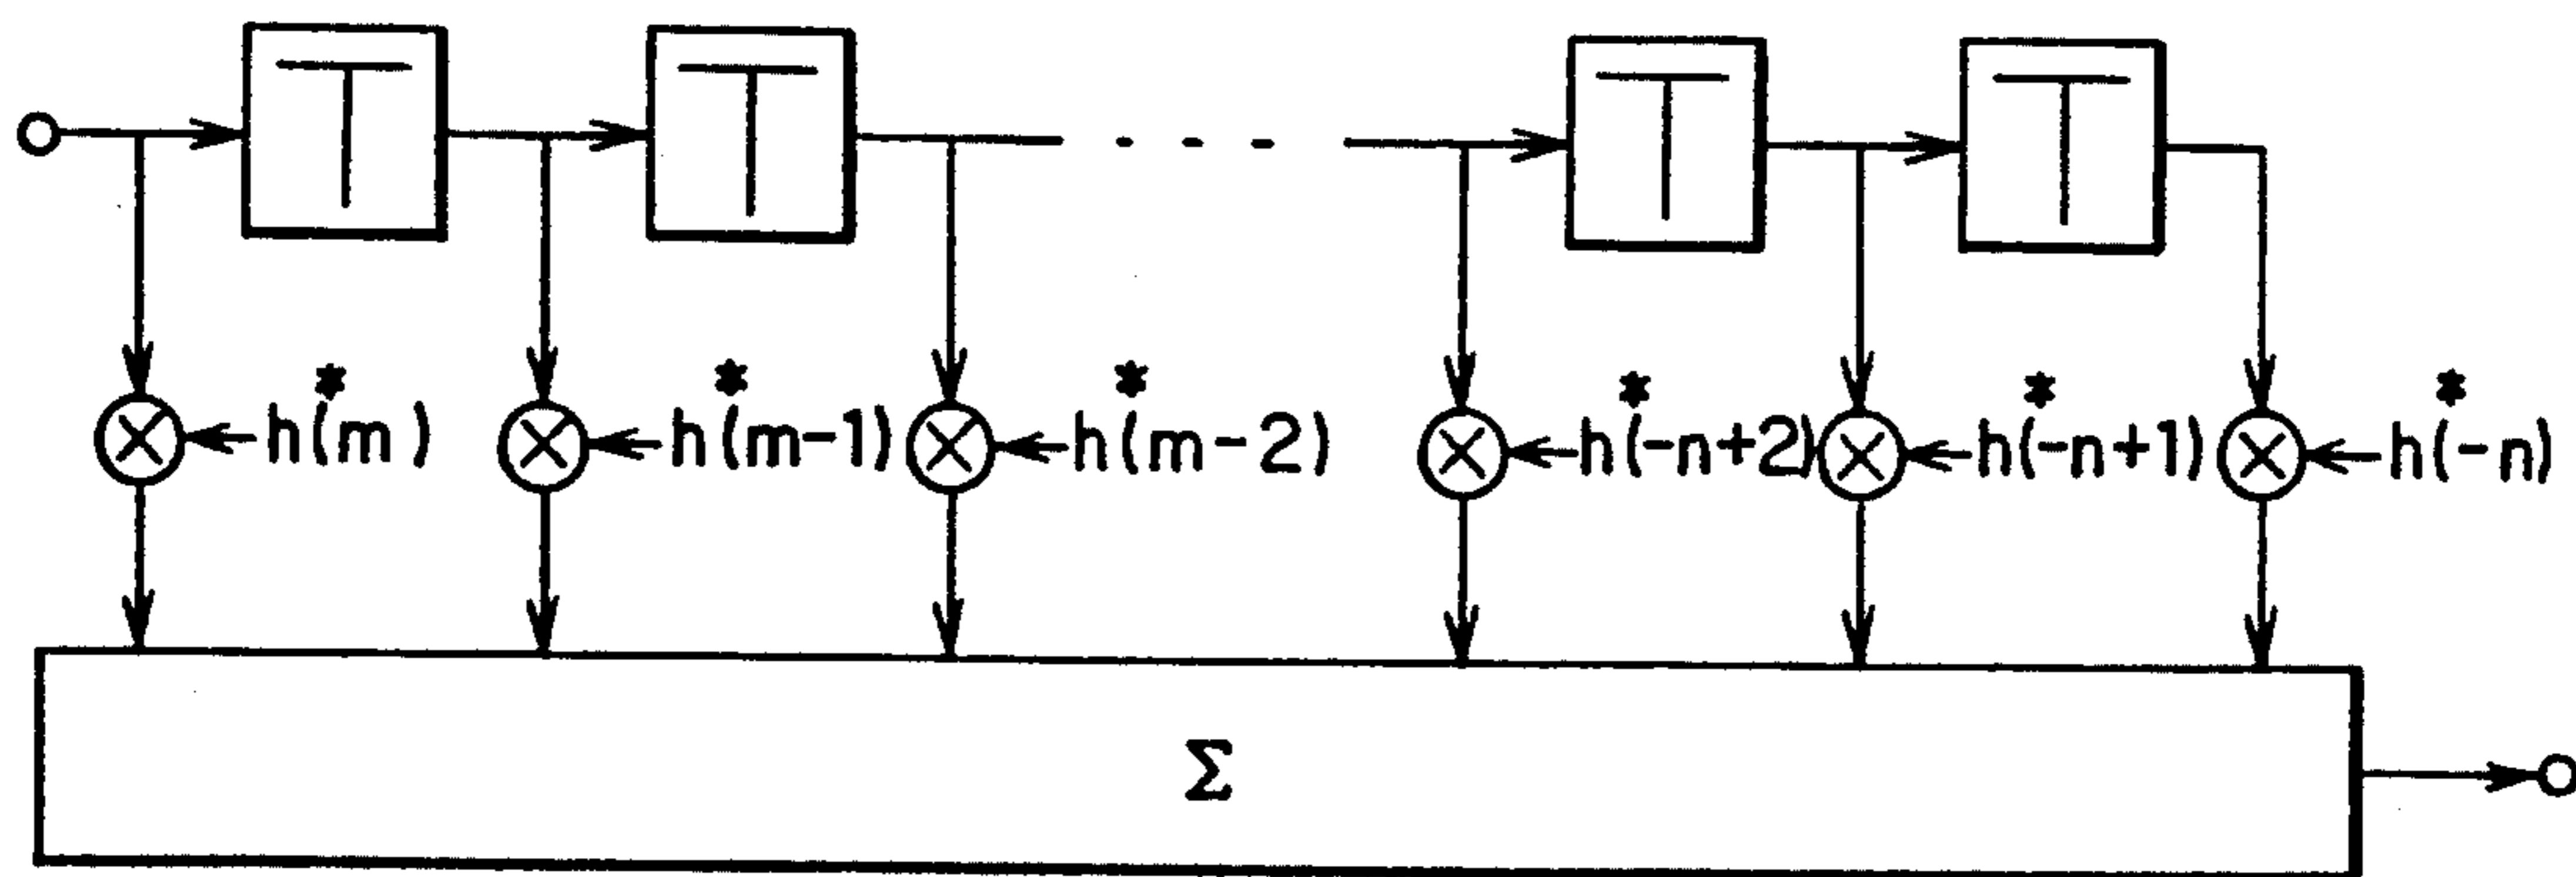 T T T T
* * * * * *
h(m) h(m-1) h(m-2) h(-n+2) h(-n+1) h(-n)
Σ